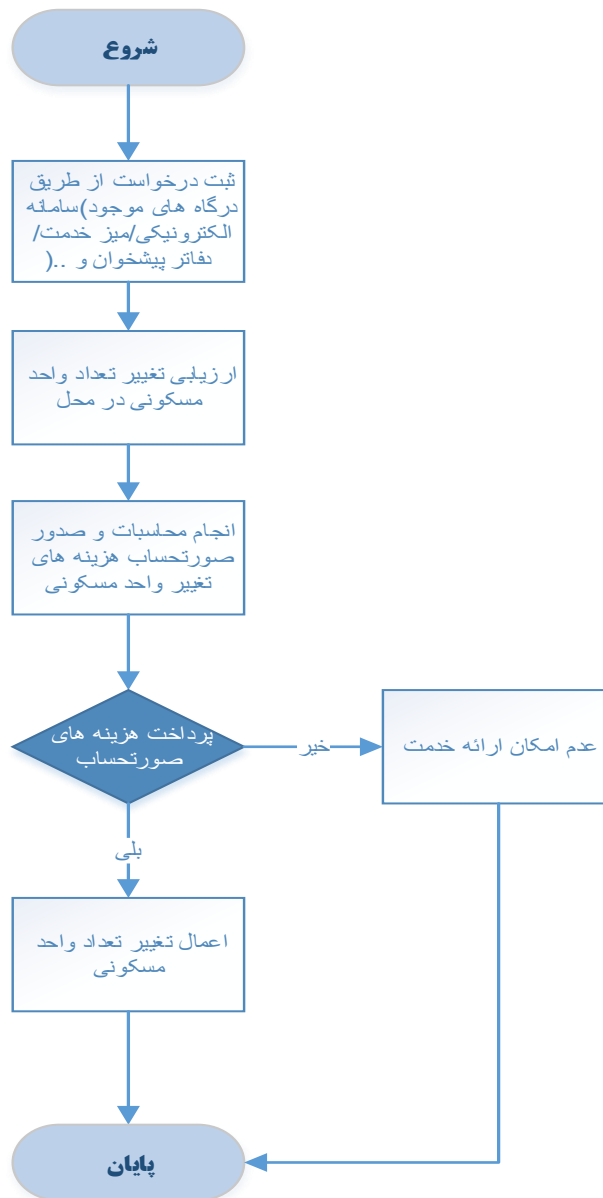 شروع
ثبت درخواست از طریق
درگاه های موجود)سامانه
الکترونیکی/میز خدمت/
دفاتر پیشخوان و ..(
ارزیابی تغییر تعداد واحد
مسکونی در محل
انجام محاسبات و صدور
صورتحساب هزینه های
تغییر واحد مسکونی
پرداخت هزینه های
صورتحساب
خیر
عدم امکان ارائه خدمت
بلی
اعمال تغییر تعداد واحد
مسکونی
پایان